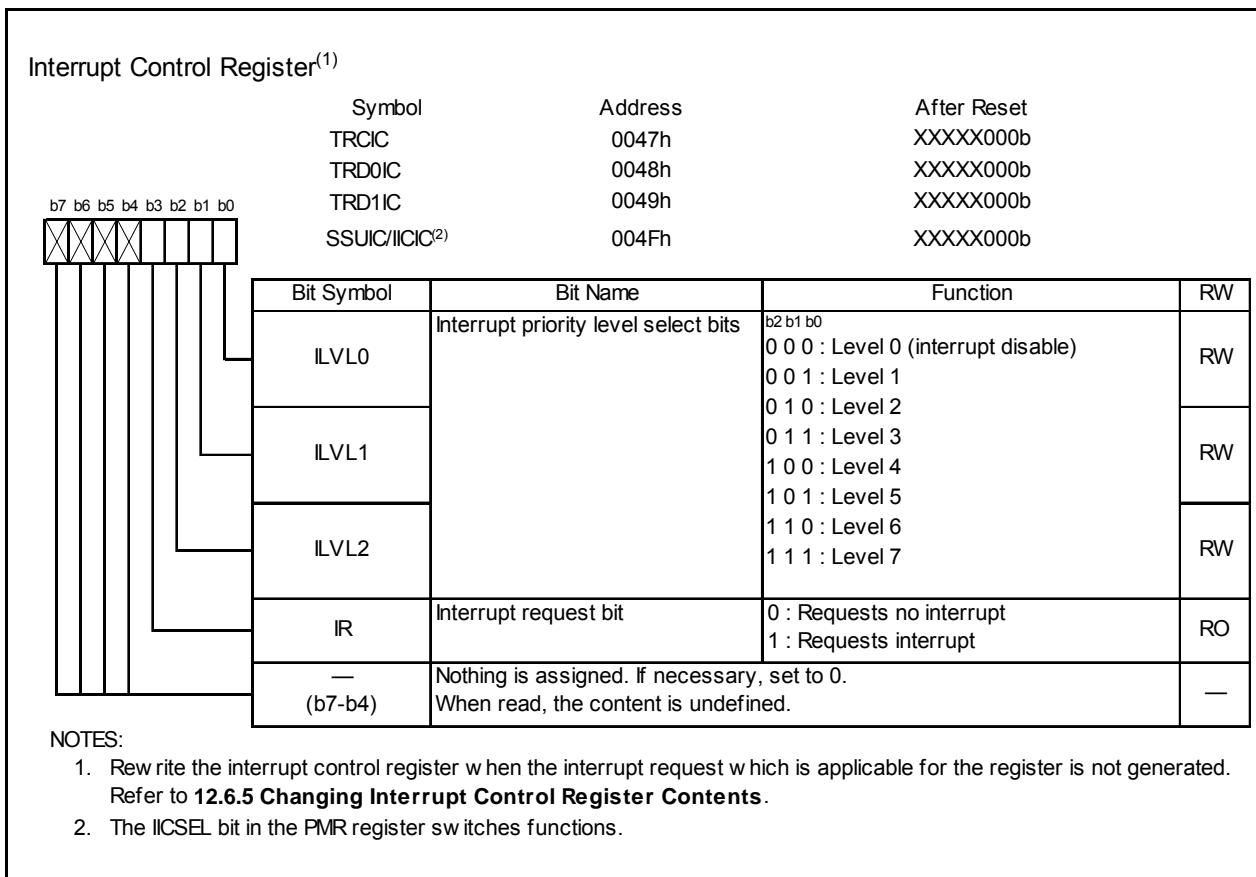 Interrupt Control Register(1)
Symbol Address After Reset
TRCIC 0047h XXXXX000b
TRD0IC 0048h XXXXX000b
TRD1IC 0049h XXXXX000b
b7 b6 b5 b4 b3 b2 b1 b0
SSUIC/IICIC(2) 004Fh XXXXX000b
Bit Symbol Bit Name Function RW
ILVL0 Interrupt priority level select bits b2 b1 b0
0 0 0 : Level 0 (interrupt disable) RW
0 0 1 : Level 1
0 1 0 : Level 2
ILVL1 0 1 1 : Level 3 RW
1 0 0 : Level 4
1 0 1 : Level 5
ILVL2 1 1 0 : Level 6 RW
1 1 1 : Level 7
IR Interrupt request bit 0 : Requests no interrupt RO
1 : Requests interrupt
— Nothing is assigned. If necessary, set to 0. —
(b7-b4) When read, the content is undefined.
NOTES:
1. Rewrite the interrupt control register when the interrupt request which is applicable for the register is not generated.
Refer to 12.6.5 Changing Interrupt Control Register Contents.
2. The IICSEL bit in the PMR register switches functions.